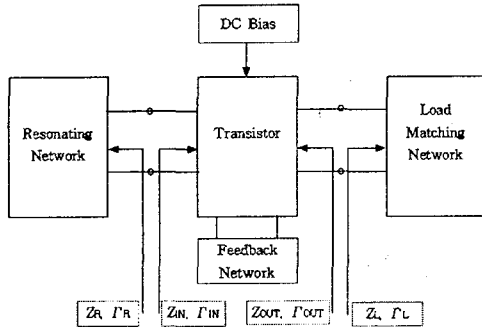 DC Bias
Resonating
Network
Transistor
Load
Matching
Network
Feedback
Network
ZR, ΓR
ZIN, ΓIN
ZOUT, ΓOUT
ZL, ΓL